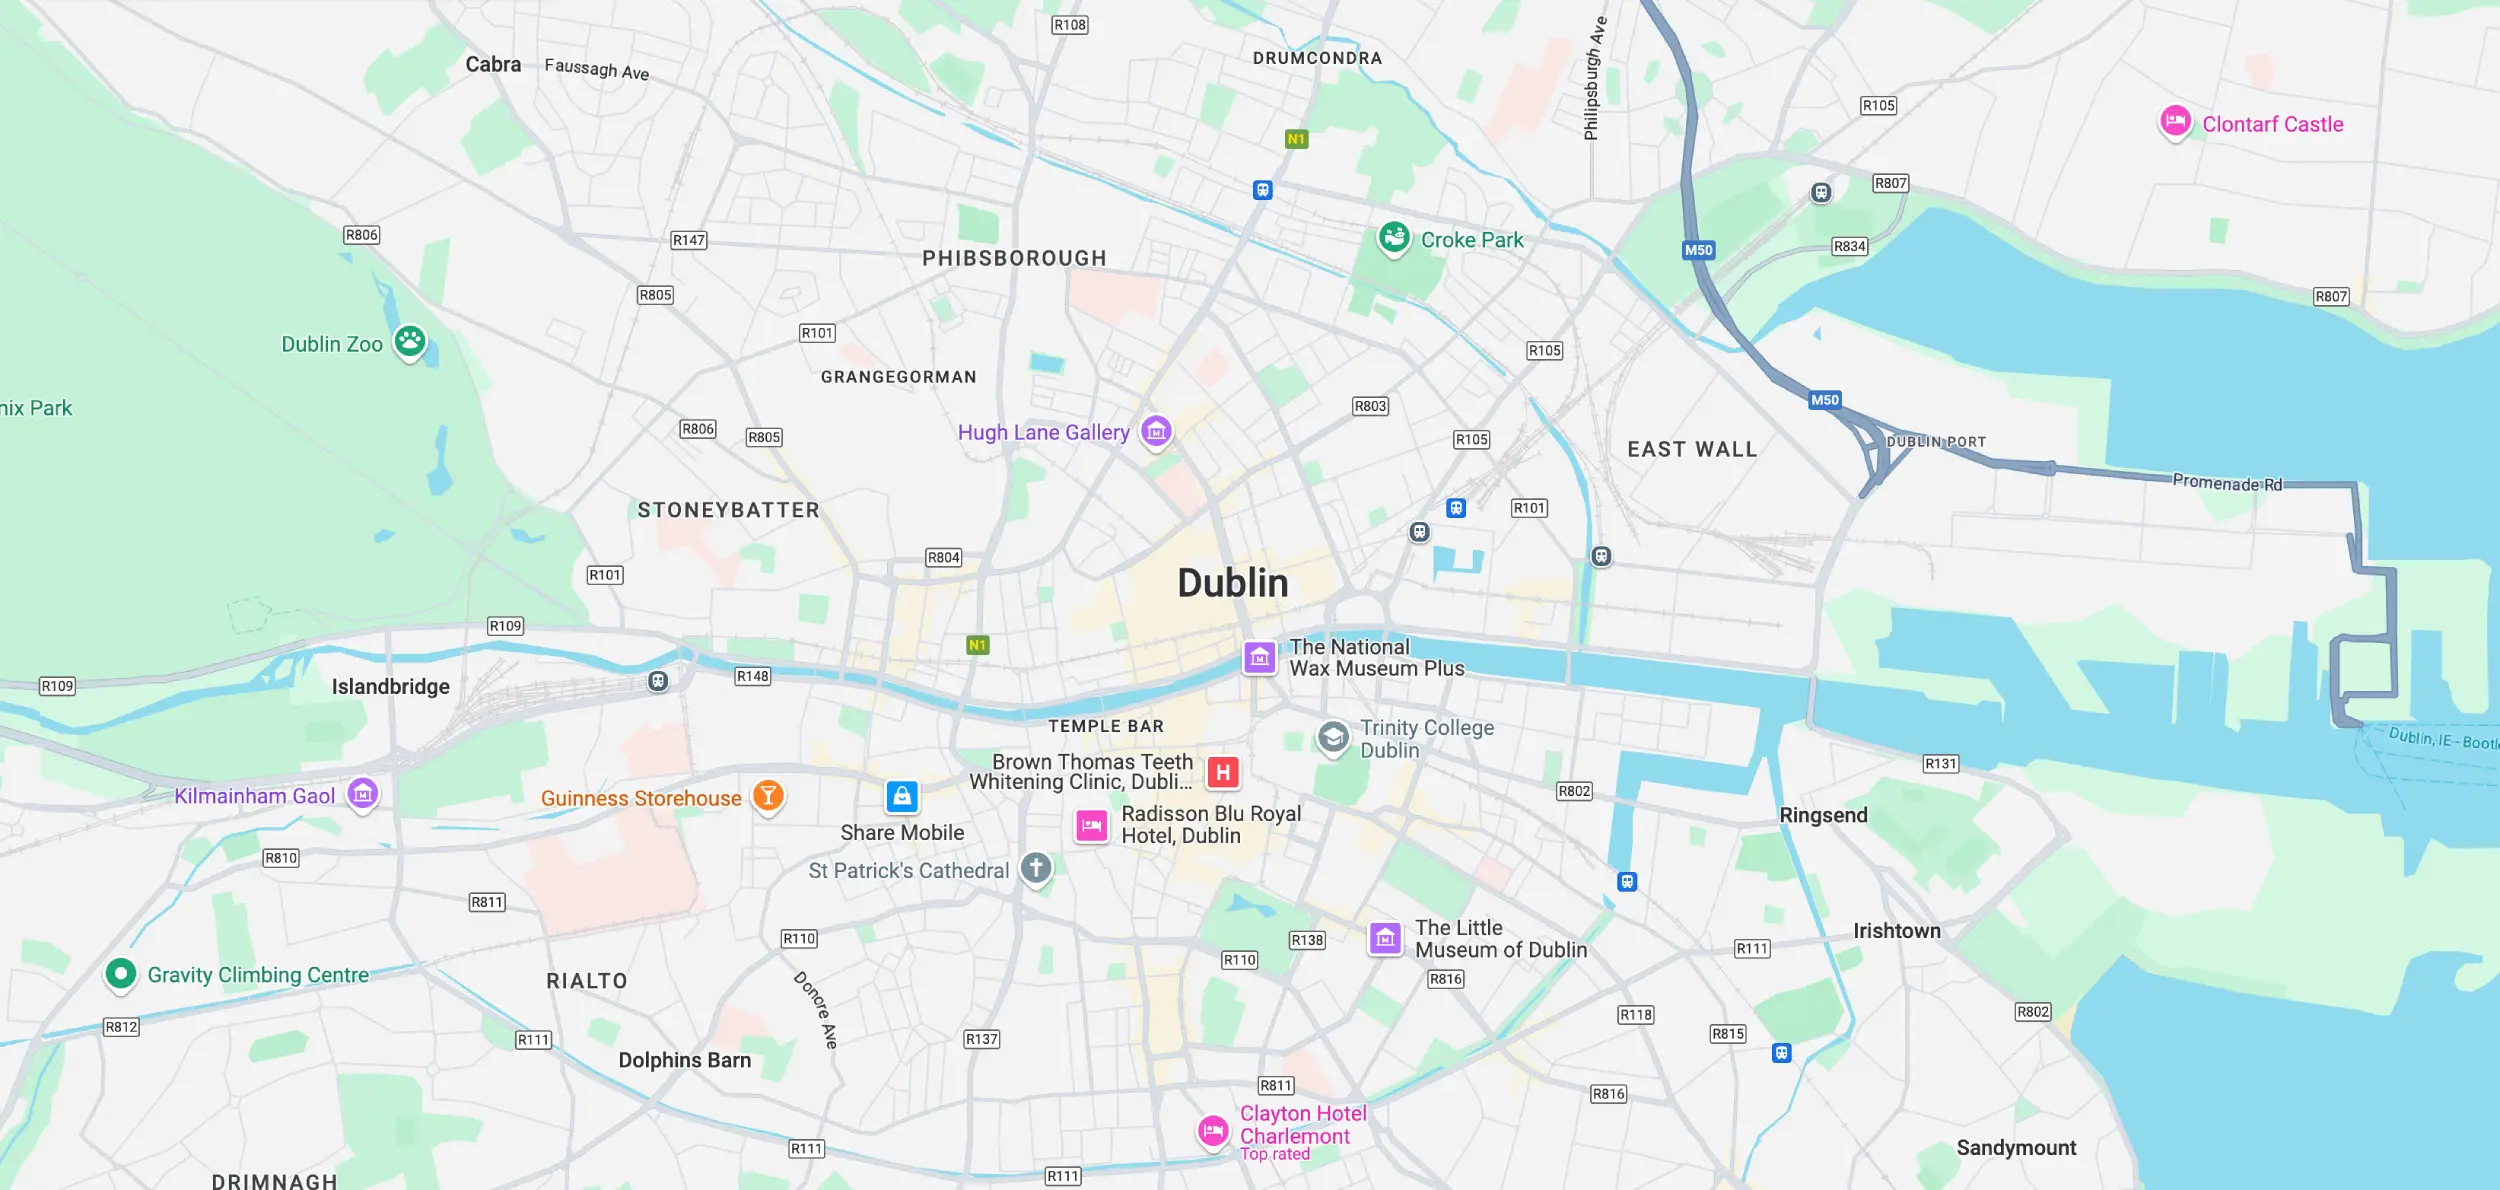 R108
DRUMCONDRA
Cabra
Faussagh Ave
Philipsburgh Ave
R105
Clontarf Castle
N1
R807
R806
R147
PHIBSBOROUGH
Croke Park
M50
R834
R805
R807
R101
Dublin Zoo
R105
GRANGEGORMAN
nix Park
R803
M50
R806
R805
Hugh Lane Gallery
R105
EAST WALL
DUBLIN PORT
Promenade Rd
STONEYBATTER
R101
R804
R101
Dublin
R109
N1
The National
Wax Museum Plus
R109
Islandbridge
R148
TEMPLE BAR
Trinity College
Dublin
Dublin, IE - Bootle
Brown Thomas Teeth
Whitening Clinic, Dubli...
R131
Kilmainham Gaol
Guinness Storehouse
R802
Share Mobile
Radisson Blu Royal
Hotel, Dublin
Ringsend
R810
St Patrick's Cathedral
R811
R110
The Little
Museum of Dublin
R138
R111
Irishtown
R110
Gravity Climbing Centre
RIALTO
R816
Donore Ave
R812
R111
R137
R118
R815
R802
Dolphins Barn
R811
R816
Clayton Hotel
Charlemont
Top rated
R111
R111
Sandymount
DRIMNAGH